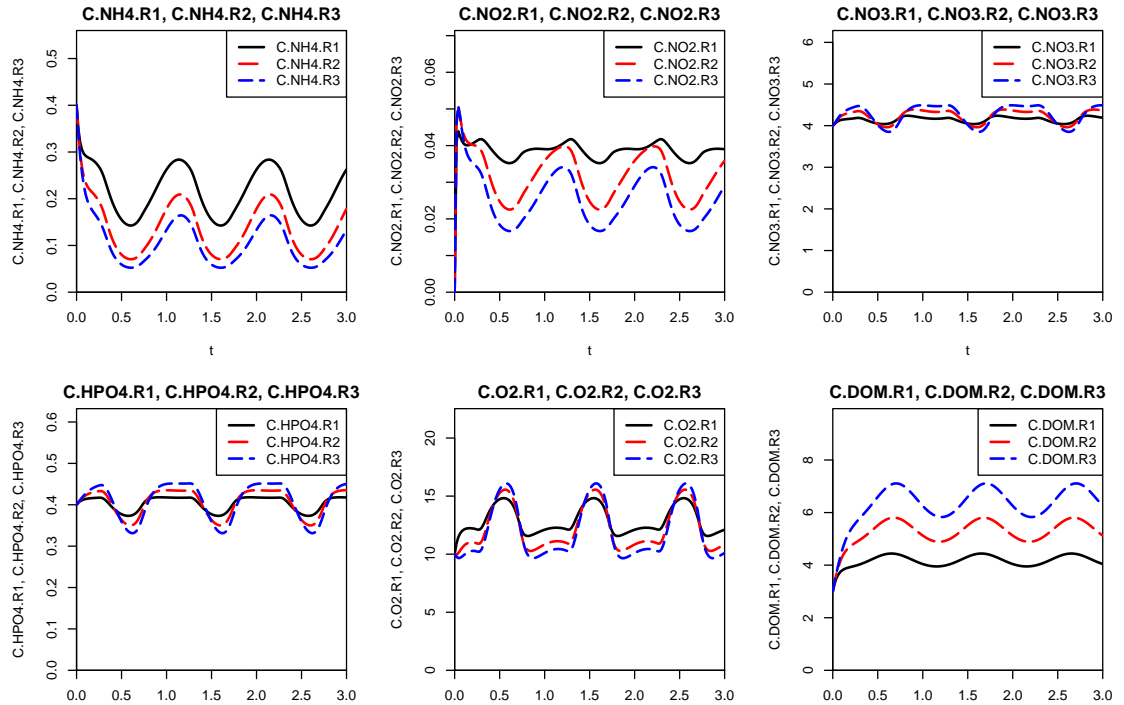 C.NH4.R1, C.NH4.R2, C.NH4.R3
C.NH4.R1, C.NH4.R2, C.NH4.R3
0.0
0.1
0.2
0.3
0.4
0.5
C.NH4.R1
C.NH4.R2
C.NH4.R3
0.0 0.5 1.0 1.5 2.0 2.5 3.0
t
C.NO2.R1, C.NO2.R2, C.NO2.R3
C.NO2.R1, C.NO2.R2, C.NO2.R3
0.00
0.02
0.04
0.06
C.NO2.R1
C.NO2.R2
C.NO2.R3
0.0 0.5 1.0 1.5 2.0 2.5 3.0
t
C.NO3.R1, C.NO3.R2, C.NO3.R3
C.NO3.R1, C.NO3.R2, C.NO3.R3
0
1
2
3
4
5
6
C.NO3.R1
C.NO3.R2
C.NO3.R3
0.0 0.5 1.0 1.5 2.0 2.5 3.0
t
C.HPO4.R1, C.HPO4.R2, C.HPO4.R3
C.HPO4.R1, C.HPO4.R2, C.HPO4.R3
0.0
0.1
0.2
0.3
0.4
0.5
0.6
C.HPO4.R1
C.HPO4.R2
C.HPO4.R3
0.0 0.5 1.0 1.5 2.0 2.5 3.0
C.O2.R1, C.O2.R2, C.O2.R3
C.O2.R1, C.O2.R2, C.O2.R3
0
5
10
15
20
C.O2.R1
C.O2.R2
C.O2.R3
0.0 0.5 1.0 1.5 2.0 2.5 3.0
C.DOM.R1, C.DOM.R2, C.DOM.R3
C.DOM.R1, C.DOM.R2, C.DOM.R3
0
2
4
6
8
C.DOM.R1
C.DOM.R2
C.DOM.R3
0.0 0.5 1.0 1.5 2.0 2.5 3.0